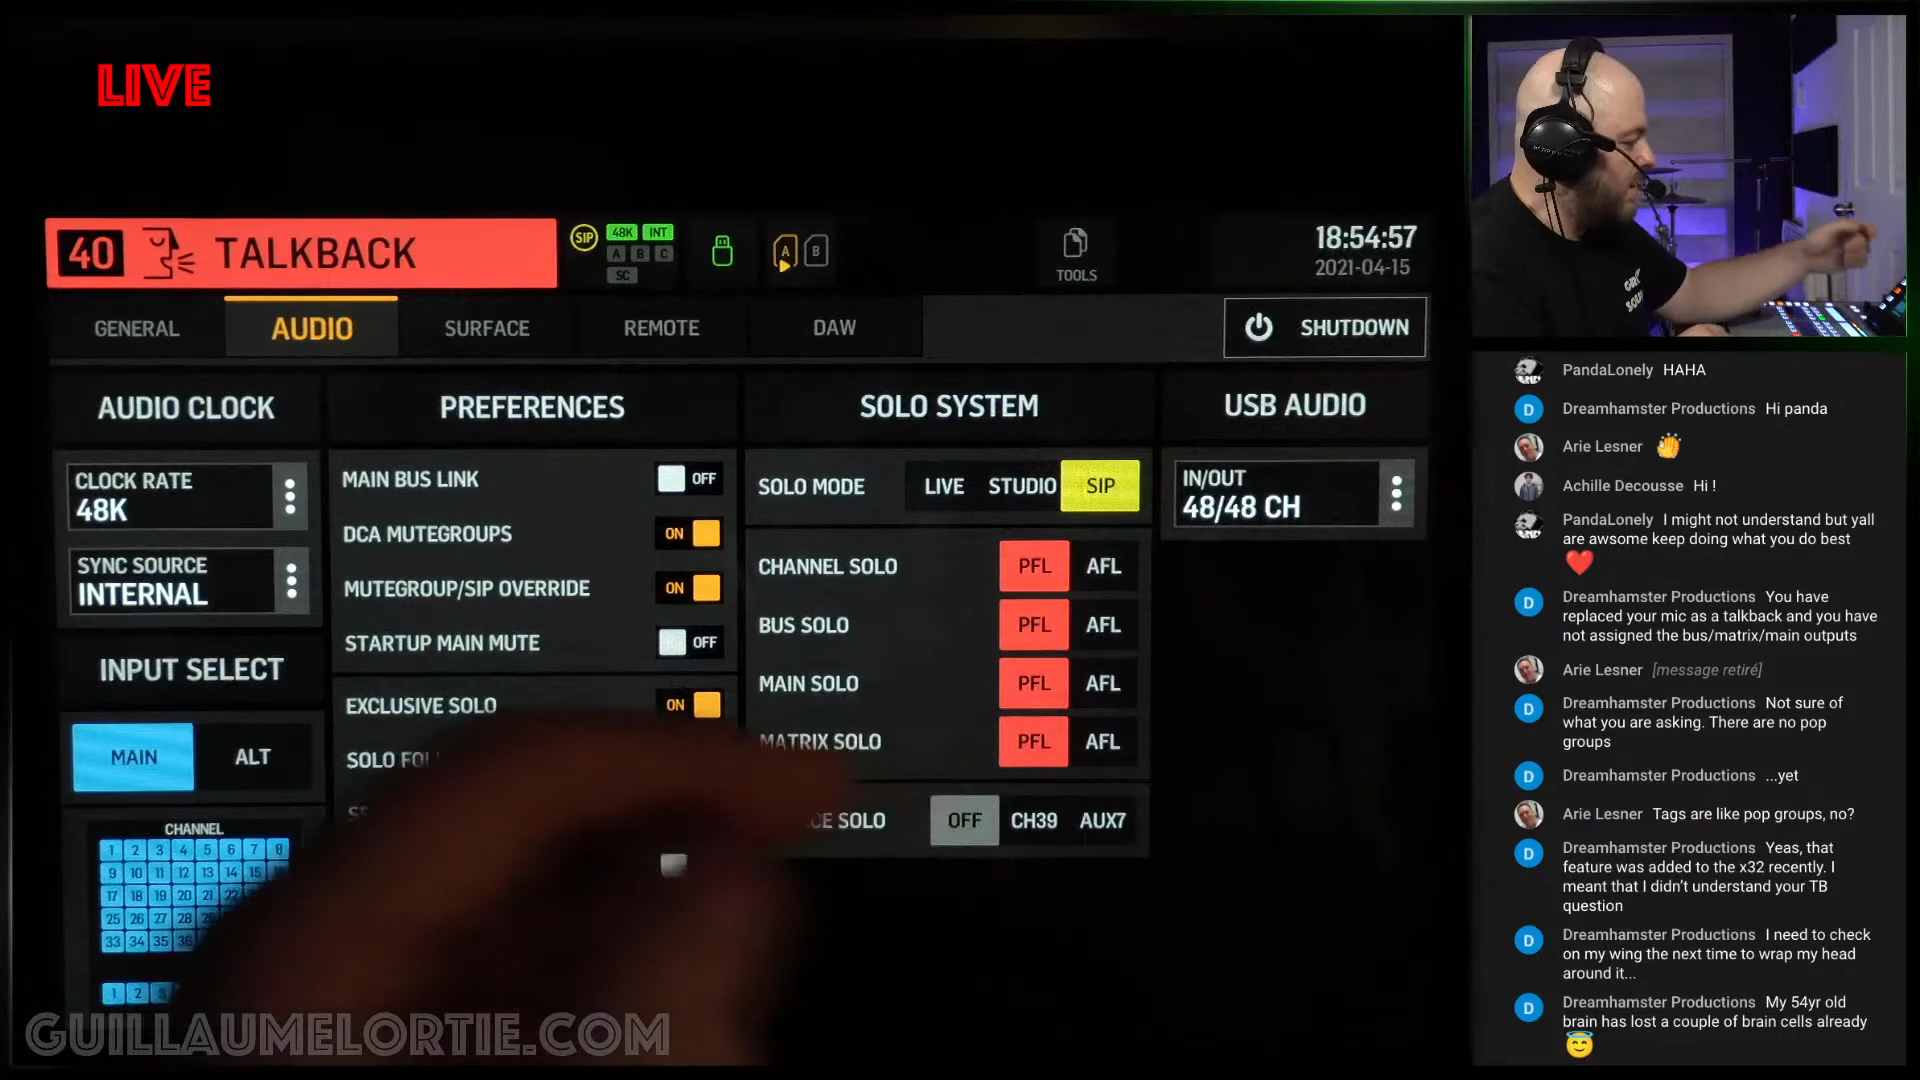 LIVE
40 TALKBACK
SIP
48K INT
A B C
SC
A B
TOOLS
18:54:57
2021-04-15
GENERAL AUDIO SURFACE REMOTE DAW
SHUTDOWN
AUDIO CLOCK
CLOCK RATE
48K
SYNC SOURCE
INTERNAL
INPUT SELECT
MAIN ALT
CHANNEL
1 2 3 4 5 6 7 8
9 10 11 12 13 14 15
17 18 19 20 21 22
25 26 27 28 29
33 34 35 36
1 2 3
PREFERENCES
MAIN BUS LINK OFF
DCA MUTEGROUPS ON
MUTEGROUP/SIP OVERRIDE ON
STARTUP MAIN MUTE OFF
EXCLUSIVE SOLO ON
SOLO
SOLO SYSTEM
SOLO MODE LIVE STUDIO SIP
CHANNEL SOLO PFL AFL
BUS SOLO PFL AFL
MAIN SOLO PFL AFL
MATRIX SOLO PFL AFL
SOLO OFF CH39 AUX7
USB AUDIO
IN/OUT
48/48 CH
GUILLAUMELORTIE.COM
PandaLonely HAHA
D Dreamhamster Productions Hi panda
Arie Lesner 👏
Achille Decousse Hi !
PandaLonely I might not understand but yall
are awsome keep doing what you do best
❤️
D Dreamhamster Productions You have
replaced your mic as a talkback and you have
not assigned the bus/matrix/main outputs
Arie Lesner [message retiré]
D Dreamhamster Productions Not sure of
what you are asking. There are no pop
groups
D Dreamhamster Productions ...yet
Arie Lesner Tags are like pop groups, no?
D Dreamhamster Productions Yeas, that
feature was added to the x32 recently. I
meant that I didn't understand your TB
question
D Dreamhamster Productions I need to check
on my wing the next time to wrap my head
around it...
D Dreamhamster Productions My 54yr old
brain has lost a couple of brain cells already
😇